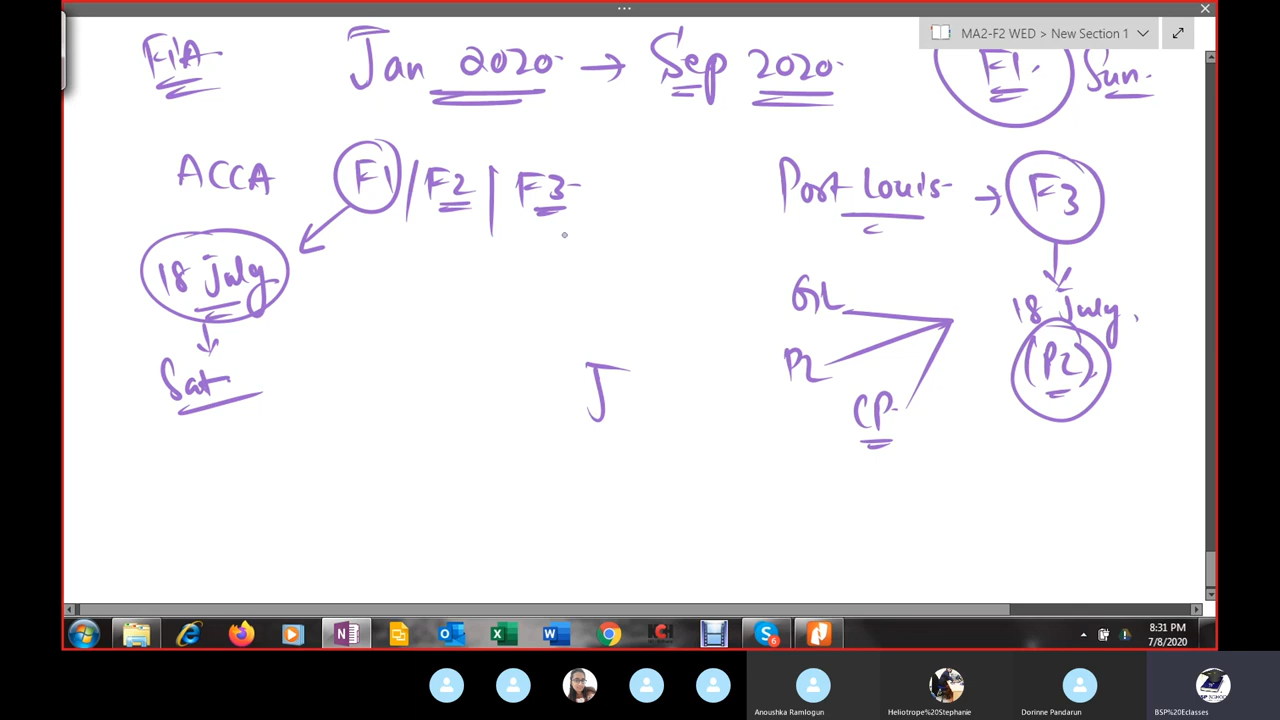 MA2-F2 WED > New Section 1
FIA Jan 2020 → Sep 2020 F1 Sun
ACCA F1 / F2 | F3
Port Louis → F3
18 July
Sat
GL
PL
CP
18 July
(P2)
J
8:31 PM
7/8/2020
Anoushka Ramlogun
Heliotrope%20Stephanie
Dorinne Pandarun
BSP%20Eclasses